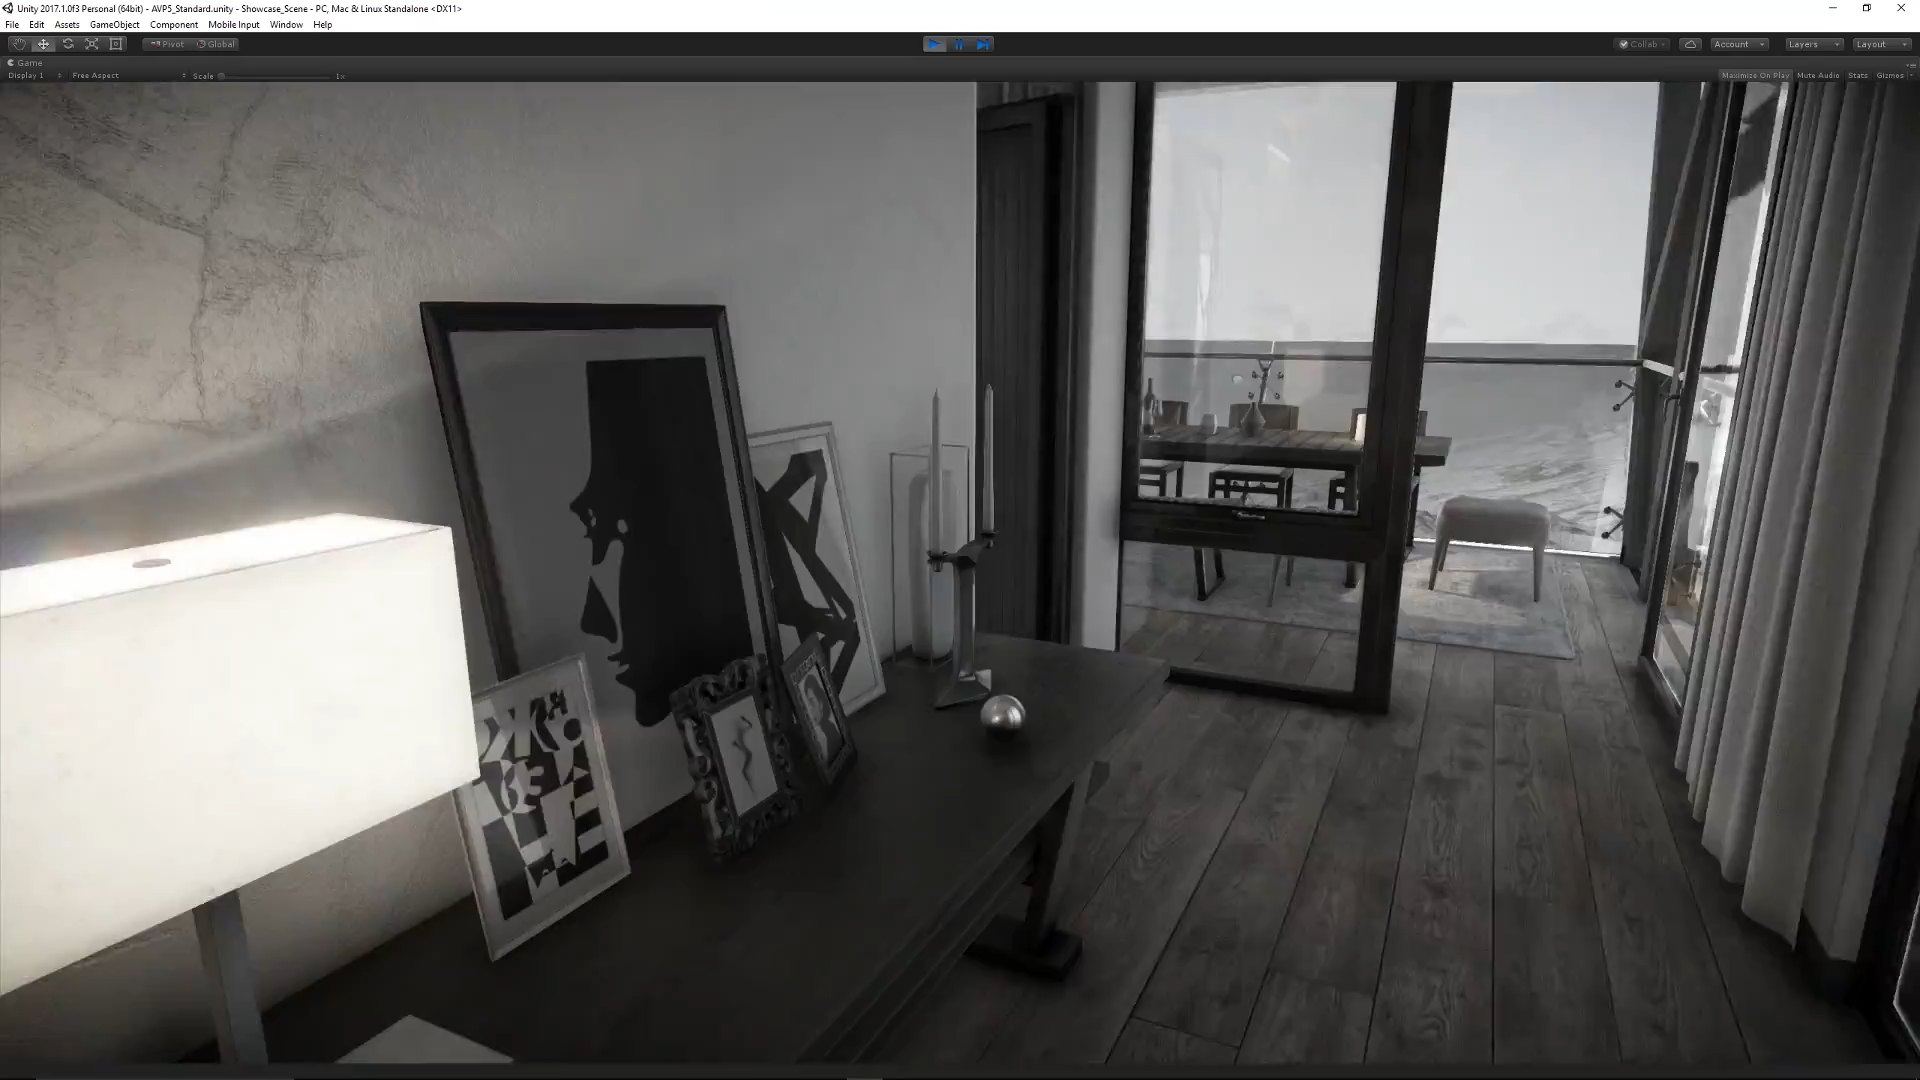 Unity 2017.1.0f3 Personal (64bit) - AVP5_Standard.unity - Showcase_Scene - PC, Mac & Linux Standalone <DX11>
File Edit Assets GameObject Component Mobile Input Window Help
Pivot Global Collab Account Layers Layout
Game
Display 1 Free Aspect Scale 1x Maximize On Play Mute Audio Stats Gizmos